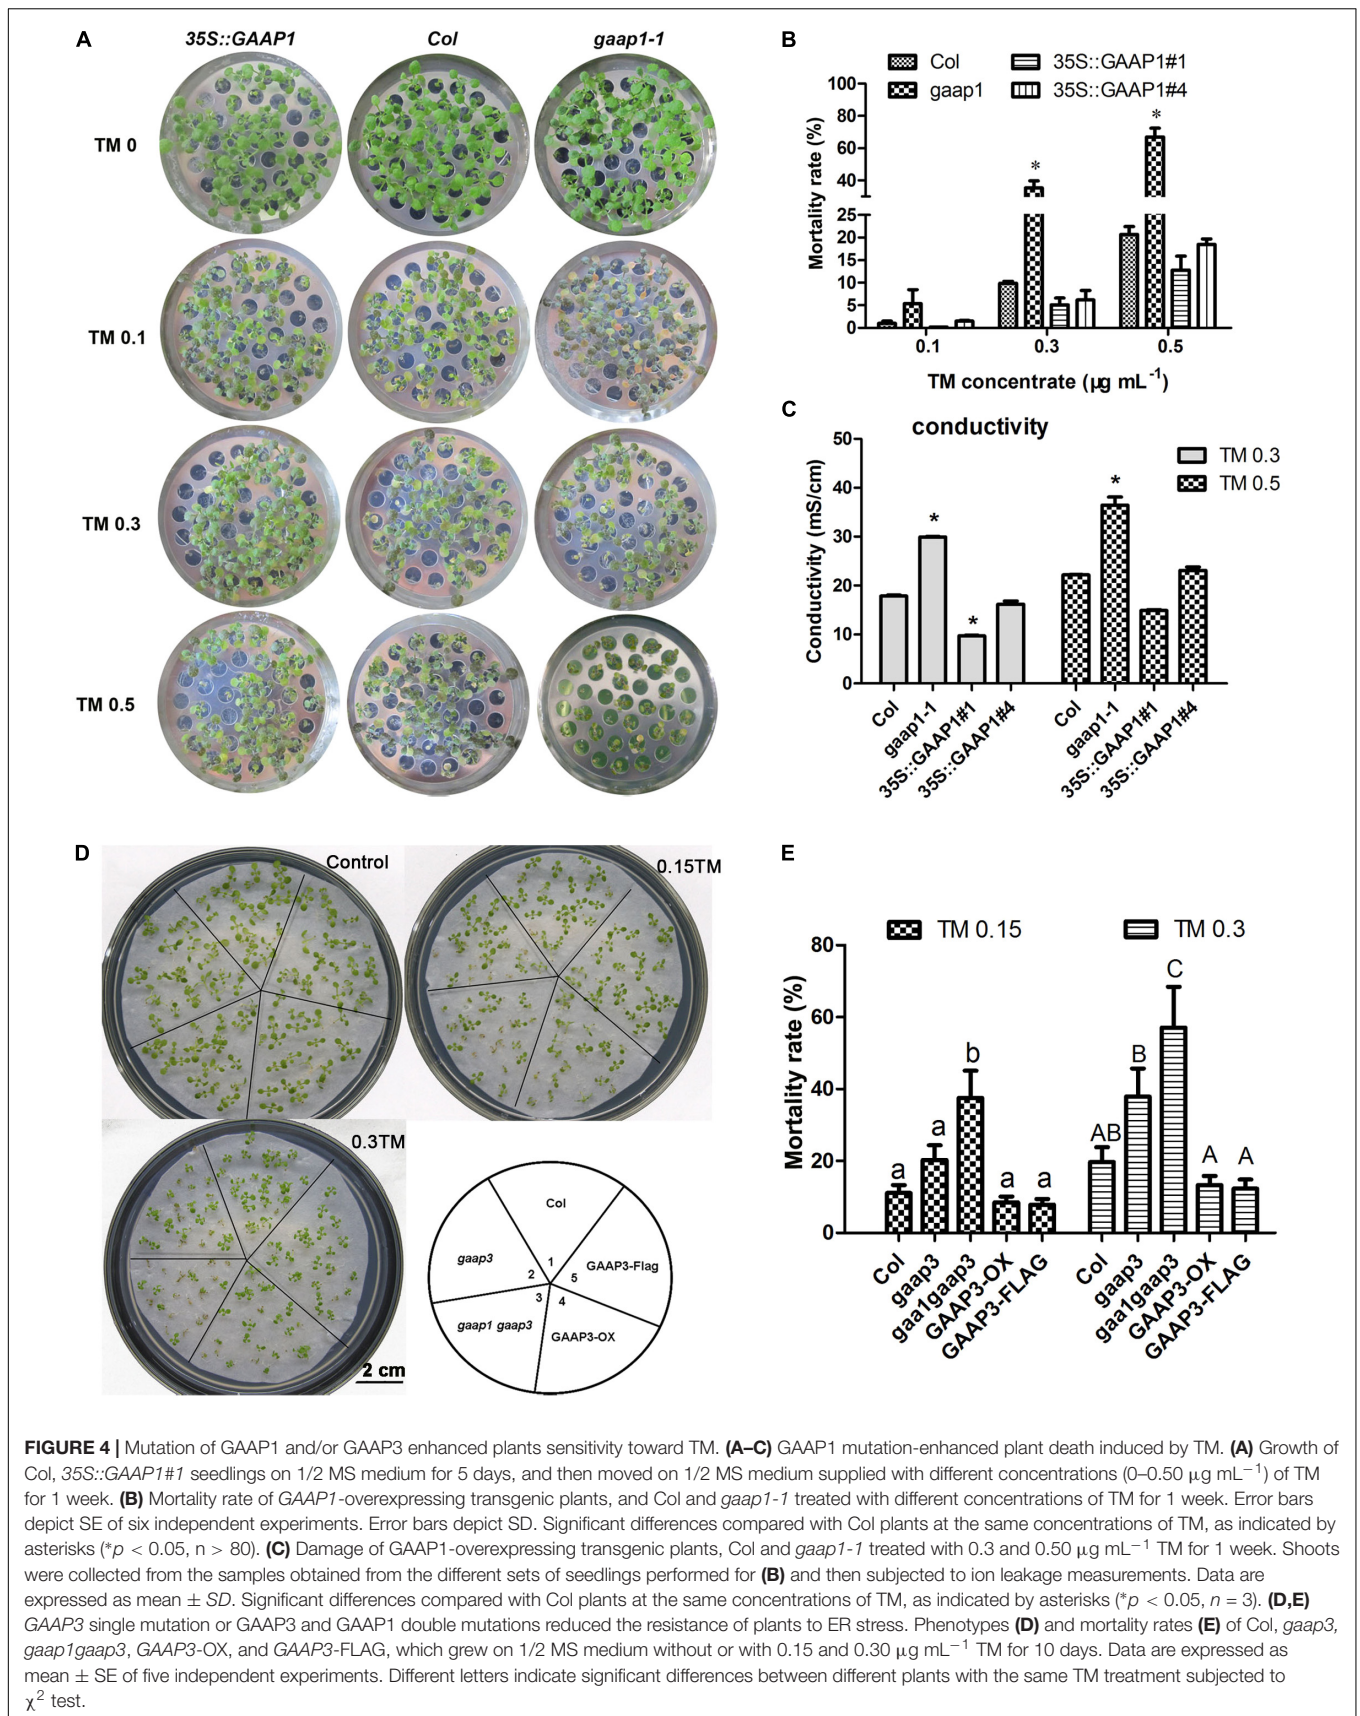 A
35S::GAAP1 Col gaap1-1
TM 0
TM 0.1
TM 0.3
TM 0.5
B
Col 35S::GAAP1#1
gaap1 35S::GAAP1#4
Mortality rate (%)
100
80
60
40
25
20
15
10
5
0
* *
0.1 0.3 0.5
TM concentrate (µg mL⁻¹)
C
conductivity
TM 0.3
TM 0.5
Conductivity (mS/cm)
50
40
30
20
10
0
* * *
Col gaap1-1 35S::GAAP1#1 35S::GAAP1#4 Col gaap1-1 35S::GAAP1#1 35S::GAAP1#4
D
Control
0.15TM
0.3TM
2 cm
Col
gaap3
GAAP3-Flag
gaap1 gaap3
GAAP3-OX
1
2
3
4
5
E
TM 0.15 TM 0.3
Mortality rate (%)
80
60
40
20
0
a a b a a AB B C A A
Col gaap3 gaa1gaap3 GAAP3-OX GAAP3-FLAG Col gaap3 gaa1gaap3 GAAP3-OX GAAP3-FLAG
FIGURE 4 | Mutation of GAAP1 and/or GAAP3 enhanced plants sensitivity toward TM. (A–C) GAAP1 mutation-enhanced plant death induced by TM. (A) Growth of
Col, 35S::GAAP1#1 seedlings on 1/2 MS medium for 5 days, and then moved on 1/2 MS medium supplied with different concentrations (0–0.50 µg mL⁻¹) of TM
for 1 week. (B) Mortality rate of GAAP1-overexpressing transgenic plants, and Col and gaap1-1 treated with different concentrations of TM for 1 week. Error bars
depict SE of six independent experiments. Error bars depict SD. Significant differences compared with Col plants at the same concentrations of TM, as indicated by
asterisks (*p < 0.05, n > 80). (C) Damage of GAAP1-overexpressing transgenic plants, Col and gaap1-1 treated with 0.3 and 0.50 µg mL⁻¹ TM for 1 week. Shoots
were collected from the samples obtained from the different sets of seedlings performed for (B) and then subjected to ion leakage measurements. Data are
expressed as mean ± SD. Significant differences compared with Col plants at the same concentrations of TM, as indicated by asterisks (*p < 0.05, n = 3). (D,E)
GAAP3 single mutation or GAAP3 and GAAP1 double mutations reduced the resistance of plants to ER stress. Phenotypes (D) and mortality rates (E) of Col, gaap3,
gaap1gaap3, GAAP3-OX, and GAAP3-FLAG, which grew on 1/2 MS medium without or with 0.15 and 0.30 µg mL⁻¹ TM for 10 days. Data are expressed as
mean ± SE of five independent experiments. Different letters indicate significant differences between different plants with the same TM treatment subjected to
χ² test.